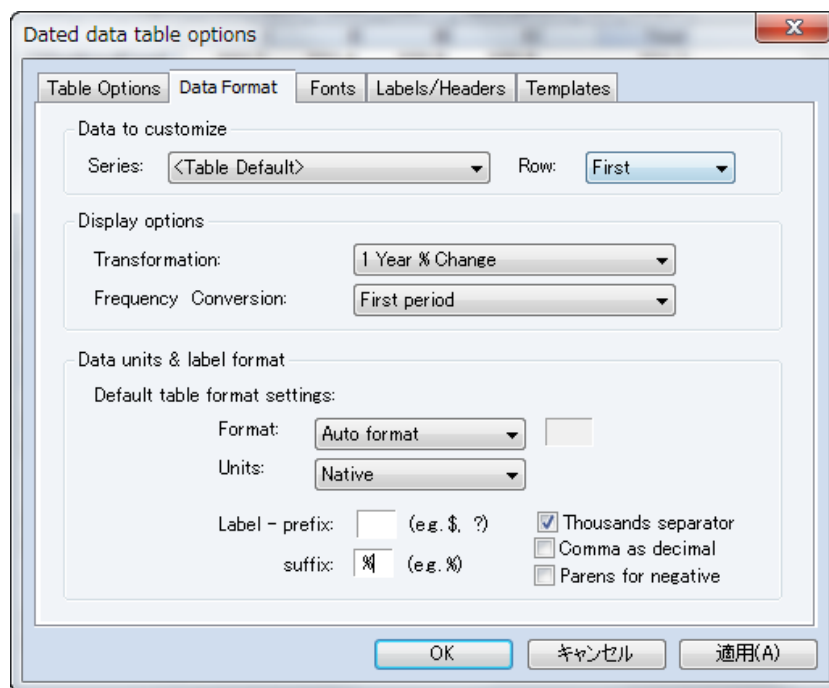 Dated data table options
Table Options Data Format Fonts Labels/Headers Templates
Data to customize
Series: <Table Default> Row: First
Display options
Transformation: 1 Year % Change
Frequency Conversion: First period
Data units & label format
Default table format settings:
Format: Auto format
Units: Native
Label - prefix: (e.g. $, ?) Thousands separator
Comma as decimal
suffix: % (e.g. %) Parens for negative
OK キャンセル 適用(A)